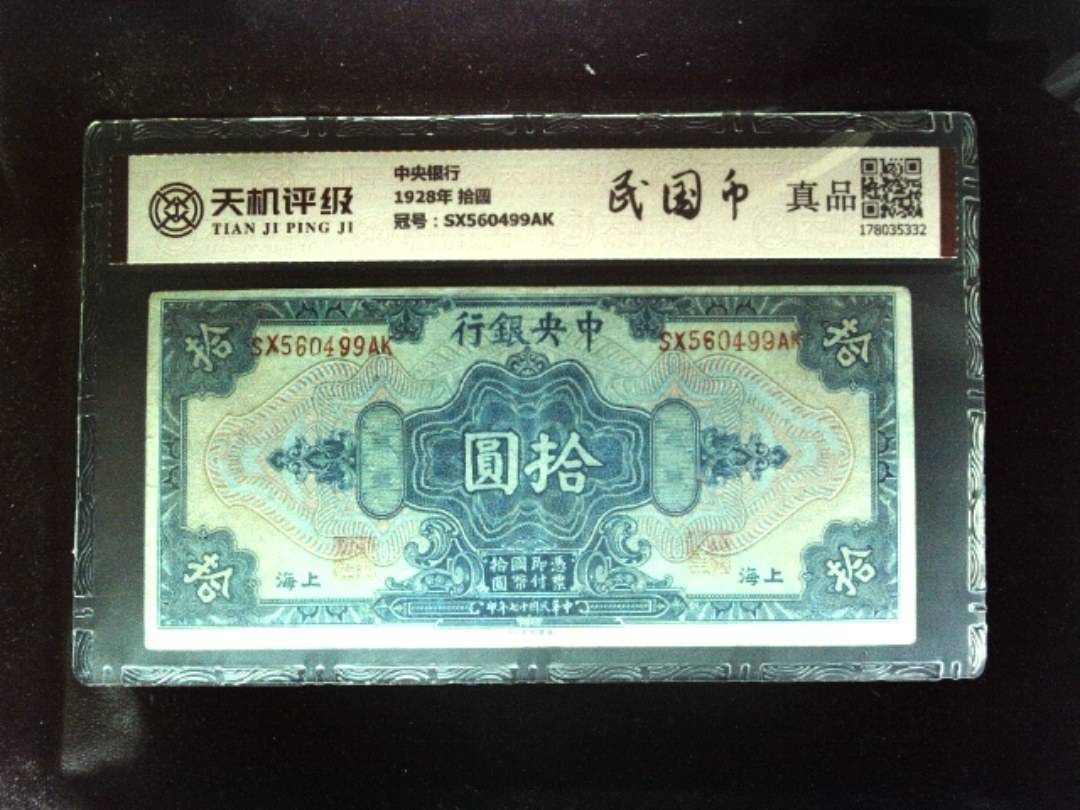 天机评级
TIAN JI PING JI
中央银行
1928年 拾圆
冠号：SX560499AK
民国币
真品
178035332
行銀央中
拾
拾
SX560499AK
SX560499AK
圓拾
拾
拾
海上
海上
拾國即憑
圓幣付票
印年七十國民華中